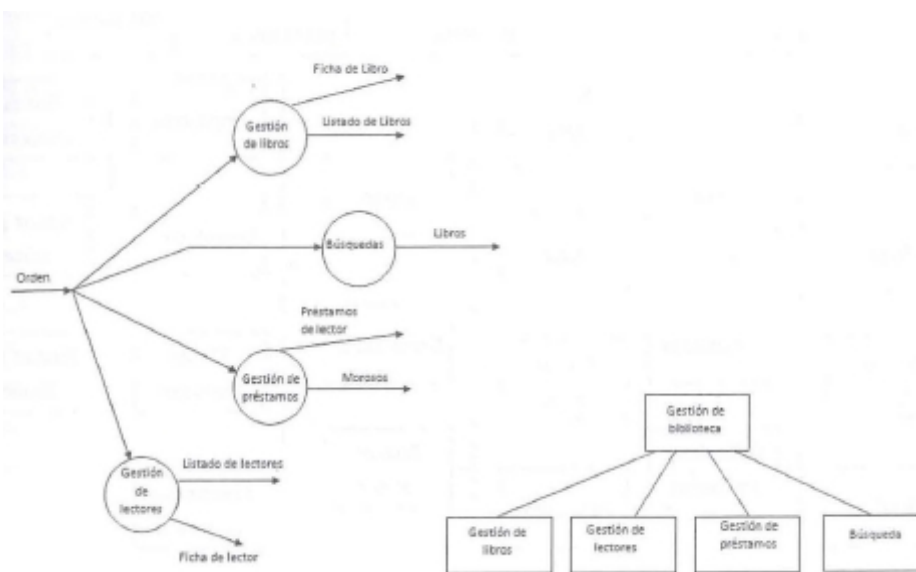 Ficha de Libro
Gestión
de libros
Listado de Libros
Búsquedas
Libros
Orden
Préstamos
de lector
Gestión de
préstamos
Morosos
Gestión
de
lectores
Listado de lectores
Ficha de lector
Gestión de
biblioteca
Gestión de
libros
Gestión de
lectores
Gestión de
préstamos
Búsqueda